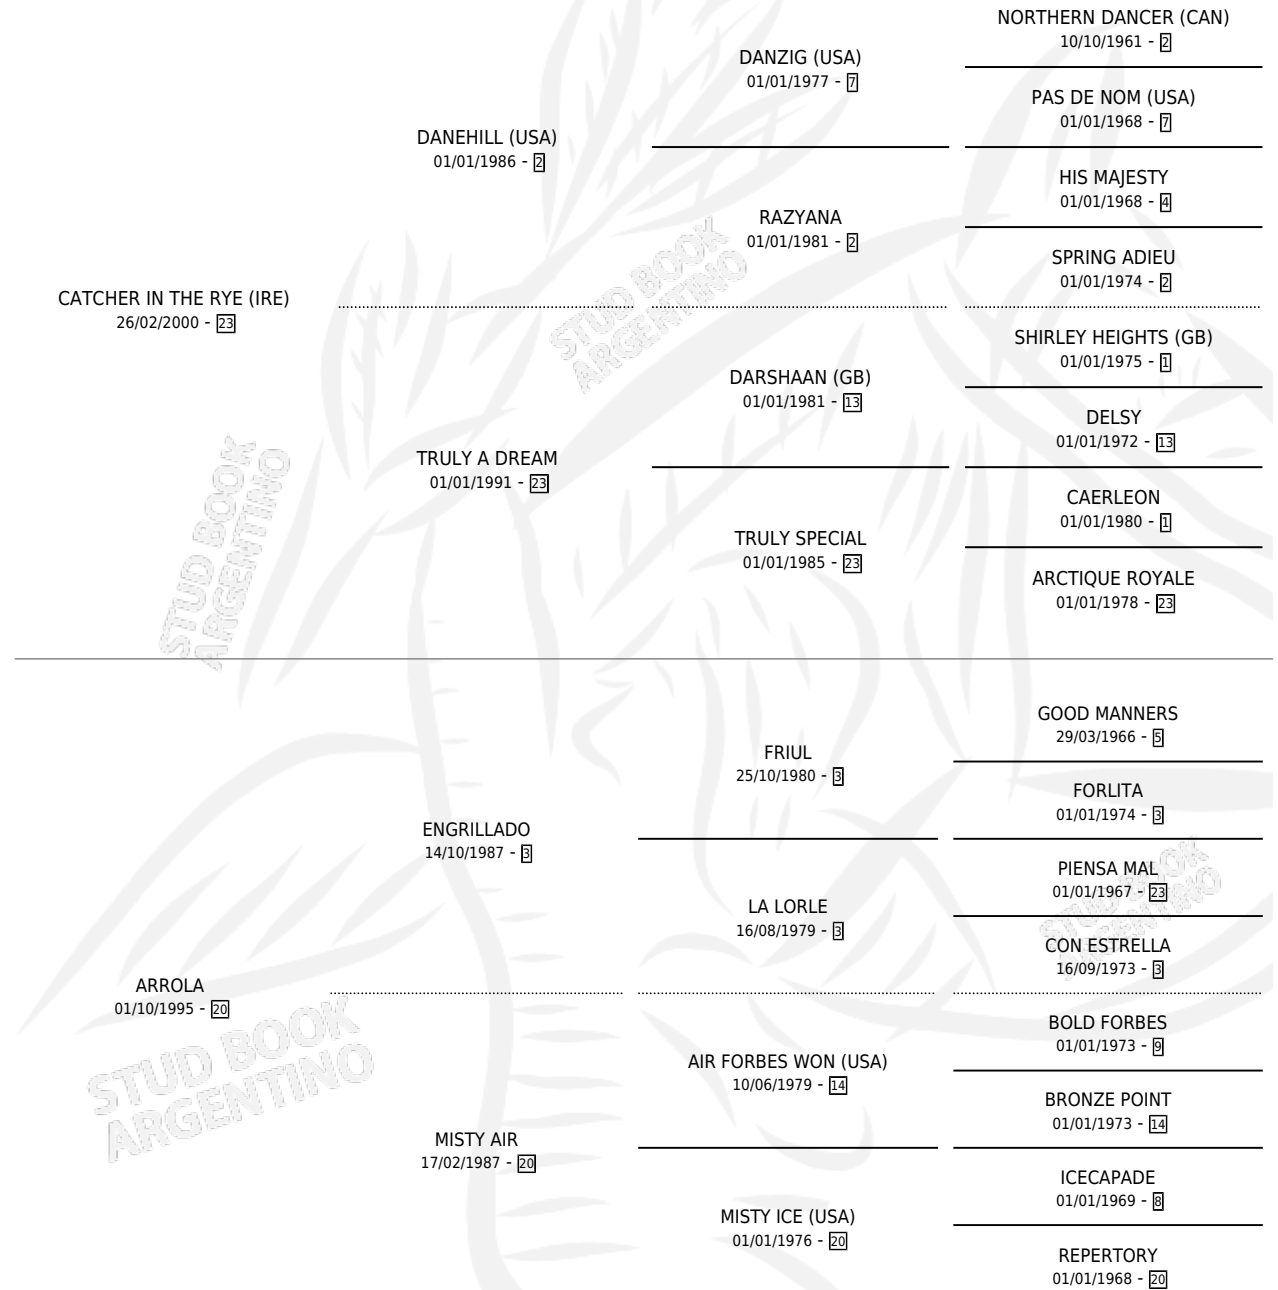 NORTHERN DANCER (CAN)
10/10/1961 - 2
DANZIG (USA)
01/01/1977 - 7
PAS DE NOM (USA)
01/01/1968 - 7
DANEHILL (USA)
01/01/1986 - 2
HIS MAJESTY
01/01/1968 - 4
RAZYANA
01/01/1981 - 2
SPRING ADIEU
01/01/1974 - 2
CATCHER IN THE RYE (IRE)
26/02/2000 - 23
SHIRLEY HEIGHTS (GB)
01/01/1975 - 1
DARSHAAN (GB)
01/01/1981 - 13
DELSY
01/01/1972 - 13
TRULY A DREAM
01/01/1991 - 23
CAERLEON
01/01/1980 - 1
TRULY SPECIAL
01/01/1985 - 23
ARCTIQUE ROYALE
01/01/1978 - 23
GOOD MANNERS
29/03/1966 - 5
FRIUL
25/10/1980 - 3
FORLITA
01/01/1974 - 3
ENGRILLADO
14/10/1987 - 3
PIENSA MAL
01/01/1967 - 23
LA LORLE
16/08/1979 - 3
CON ESTRELLA
16/09/1973 - 3
ARROLA
01/10/1995 - 20
BOLD FORBES
01/01/1973 - 9
AIR FORBES WON (USA)
10/06/1979 - 14
BRONZE POINT
01/01/1973 - 14
MISTY AIR
17/02/1987 - 20
ICECAPADE
01/01/1969 - 8
MISTY ICE (USA)
01/01/1976 - 20
REPERTORY
01/01/1968 - 20
STUD BOOK
ARGENTINO
STUD BOOK
ARGENTINO
STUD BOOK
ARGENTINO
STUD BOOK
ARGENTINO